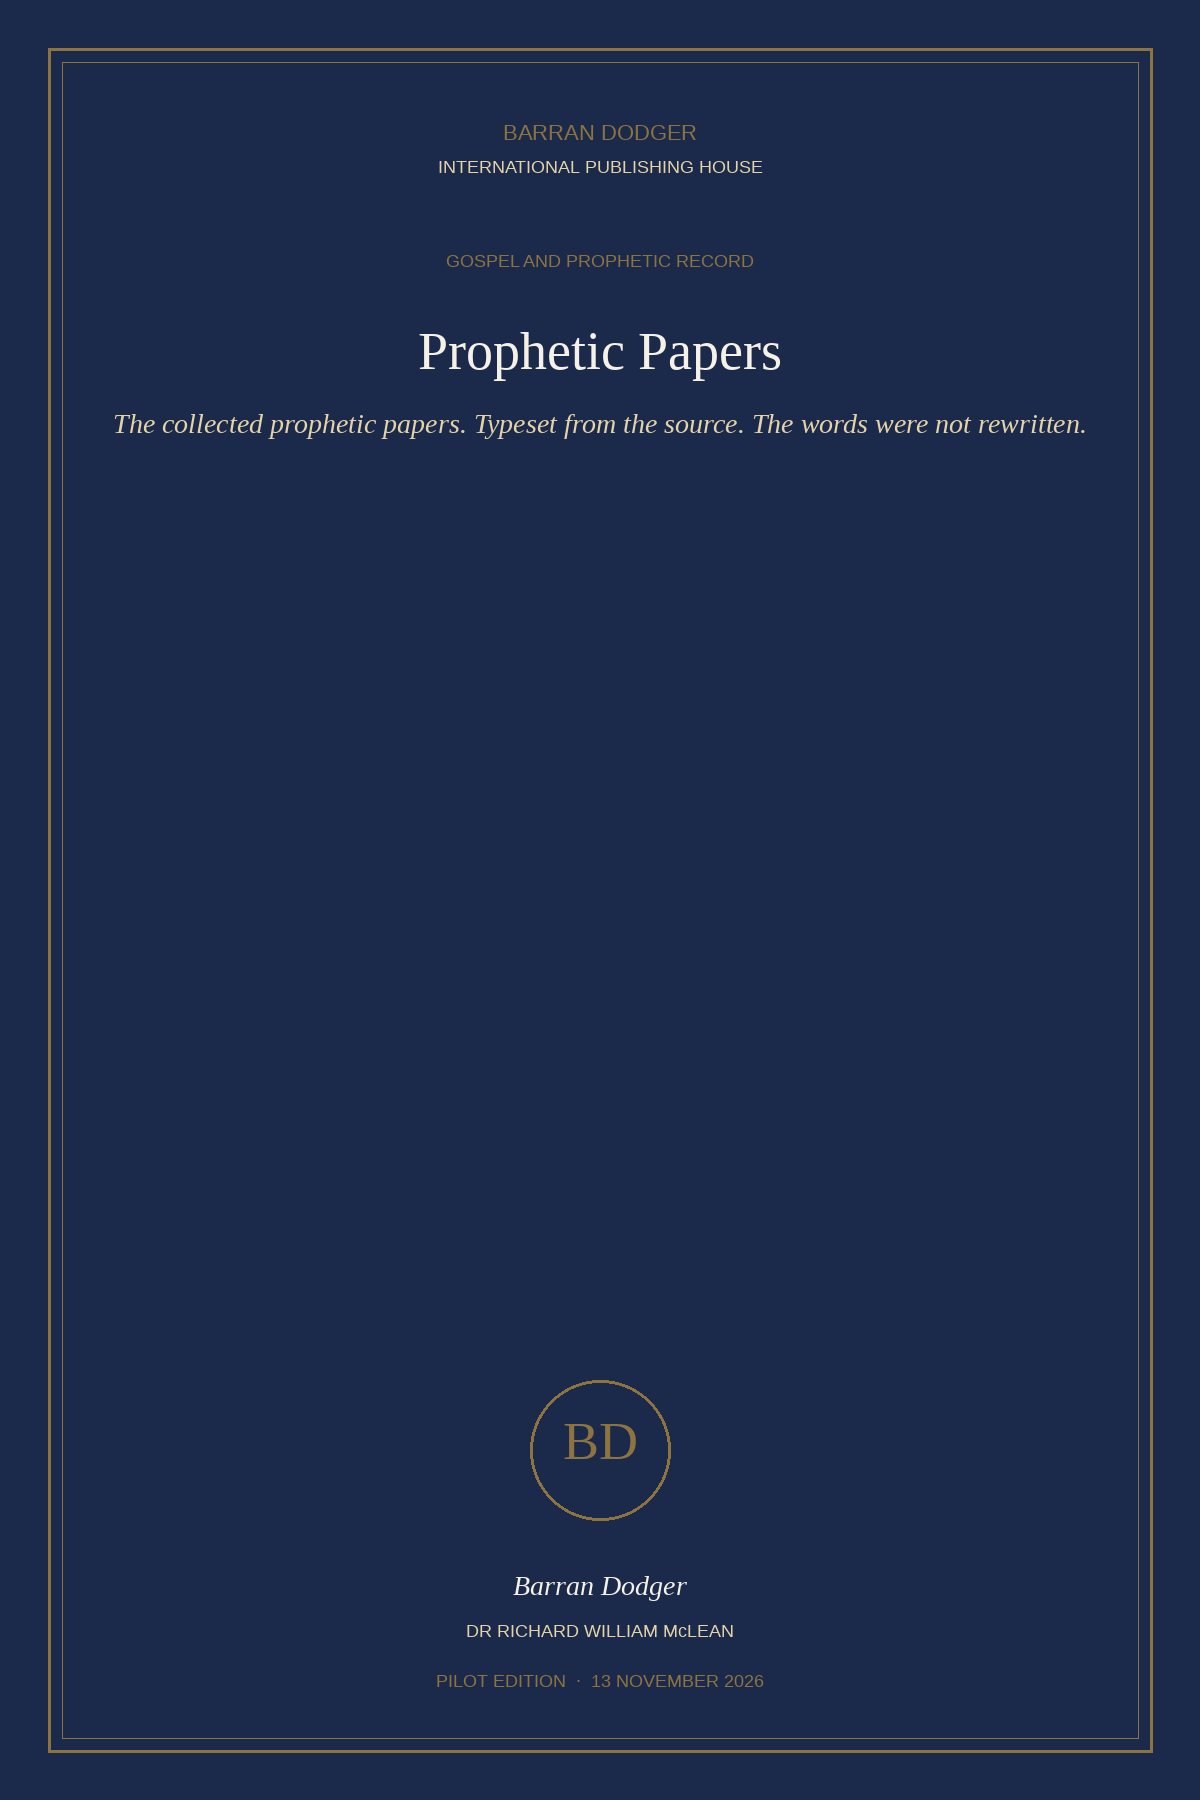 BARRAN DODGER
INTERNATIONAL PUBLISHING HOUSE
GOSPEL AND PROPHETIC RECORD
Prophetic Papers
The collected prophetic papers. Typeset from the source. The words were not rewritten.
BD
Barran Dodger
DR RICHARD WILLIAM McLEAN
PILOT EDITION · 13 NOVEMBER 2026